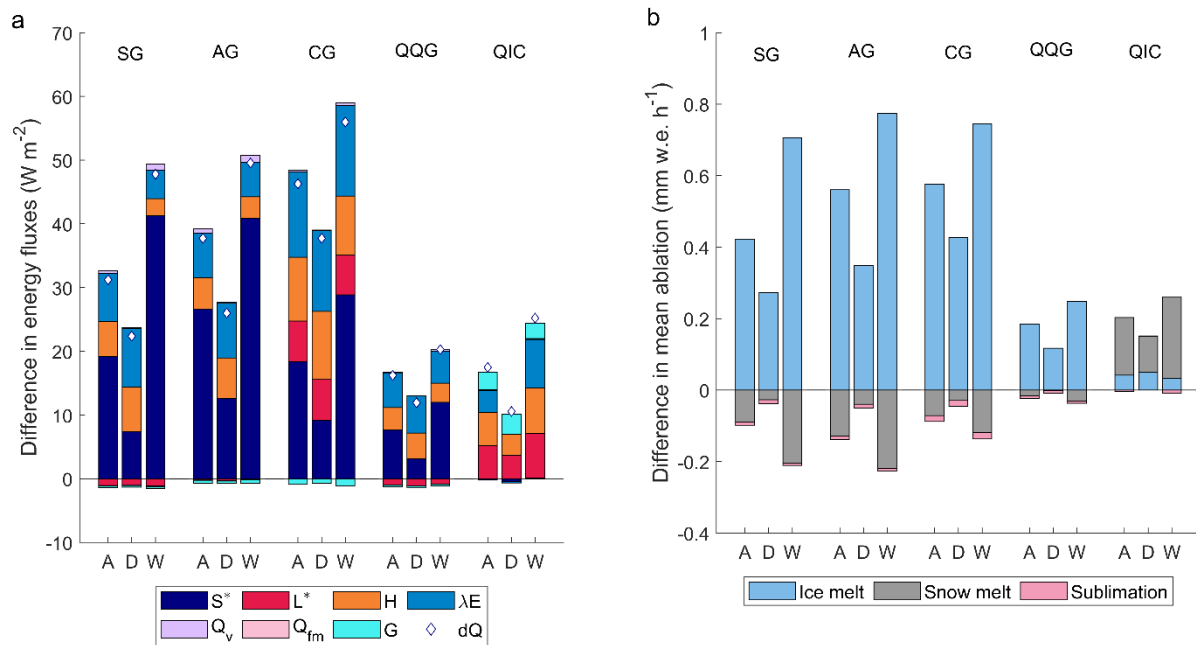 a
Difference in energy fluxes (W m⁻²)
70
60
50
40
30
20
10
0
-10
SG AG CG QQG QIC
A D W A D W A D W A D W A D W
S* L* H λE
Q_v Q_fm G dQ
b
Difference in mean ablation (mm w.e. h⁻¹)
1
0.8
0.6
0.4
0.2
0
-0.2
-0.4
SG AG CG QQG QIC
A D W A D W A D W A D W A D W
Ice melt Snow melt Sublimation